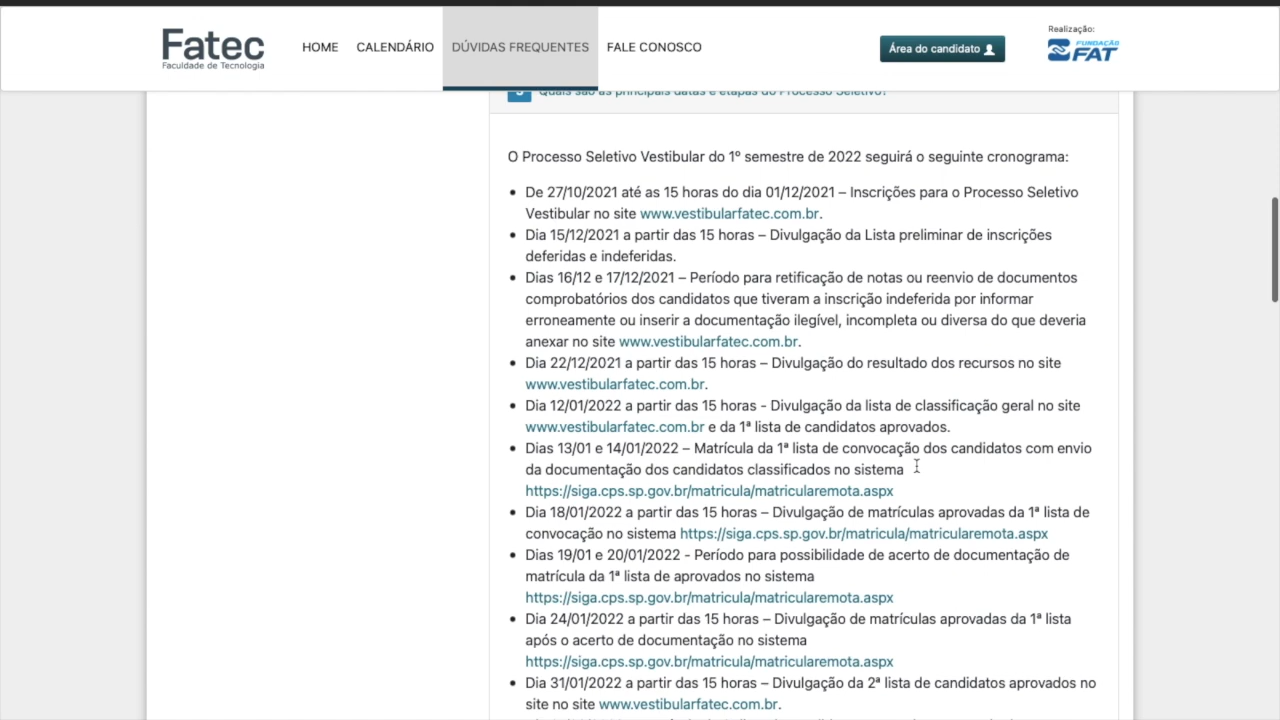 Fatec
Faculdade de Tecnologia
HOME
CALENDÁRIO
DÚVIDAS FREQUENTES
FALE CONOSCO
Área do candidato
Realização:
FUNDAÇÃO
FAT
Quais são as principais datas e etapas do Processo Seletivo?
O Processo Seletivo Vestibular do 1º semestre de 2022 seguirá o seguinte cronograma:
• De 27/10/2021 até as 15 horas do dia 01/12/2021 – Inscrições para o Processo Seletivo
Vestibular no site www.vestibularfatec.com.br.
• Dia 15/12/2021 a partir das 15 horas – Divulgação da Lista preliminar de inscrições
deferidas e indeferidas.
• Dias 16/12 e 17/12/2021 – Período para retificação de notas ou reenvio de documentos
comprobatórios dos candidatos que tiveram a inscrição indeferida por informar
erroneamente ou inserir a documentação ilegível, incompleta ou diversa do que deveria
anexar no site www.vestibularfatec.com.br.
• Dia 22/12/2021 a partir das 15 horas – Divulgação do resultado dos recursos no site
www.vestibularfatec.com.br.
• Dia 12/01/2022 a partir das 15 horas - Divulgação da lista de classificação geral no site
www.vestibularfatec.com.br e da 1ª lista de candidatos aprovados.
• Dias 13/01 e 14/01/2022 – Matrícula da 1ª lista de convocação dos candidatos com envio
da documentação dos candidatos classificados no sistema
https://siga.cps.sp.gov.br/matricula/matricularemota.aspx
• Dia 18/01/2022 a partir das 15 horas – Divulgação de matrículas aprovadas da 1ª lista de
convocação no sistema https://siga.cps.sp.gov.br/matricula/matricularemota.aspx
• Dias 19/01 e 20/01/2022 - Período para possibilidade de acerto de documentação de
matrícula da 1ª lista de aprovados no sistema
https://siga.cps.sp.gov.br/matricula/matricularemota.aspx
• Dia 24/01/2022 a partir das 15 horas – Divulgação de matrículas aprovadas da 1ª lista
após o acerto de documentação no sistema
https://siga.cps.sp.gov.br/matricula/matricularemota.aspx
• Dia 31/01/2022 a partir das 15 horas – Divulgação da 2ª lista de candidatos aprovados no
site no site www.vestibularfatec.com.br.